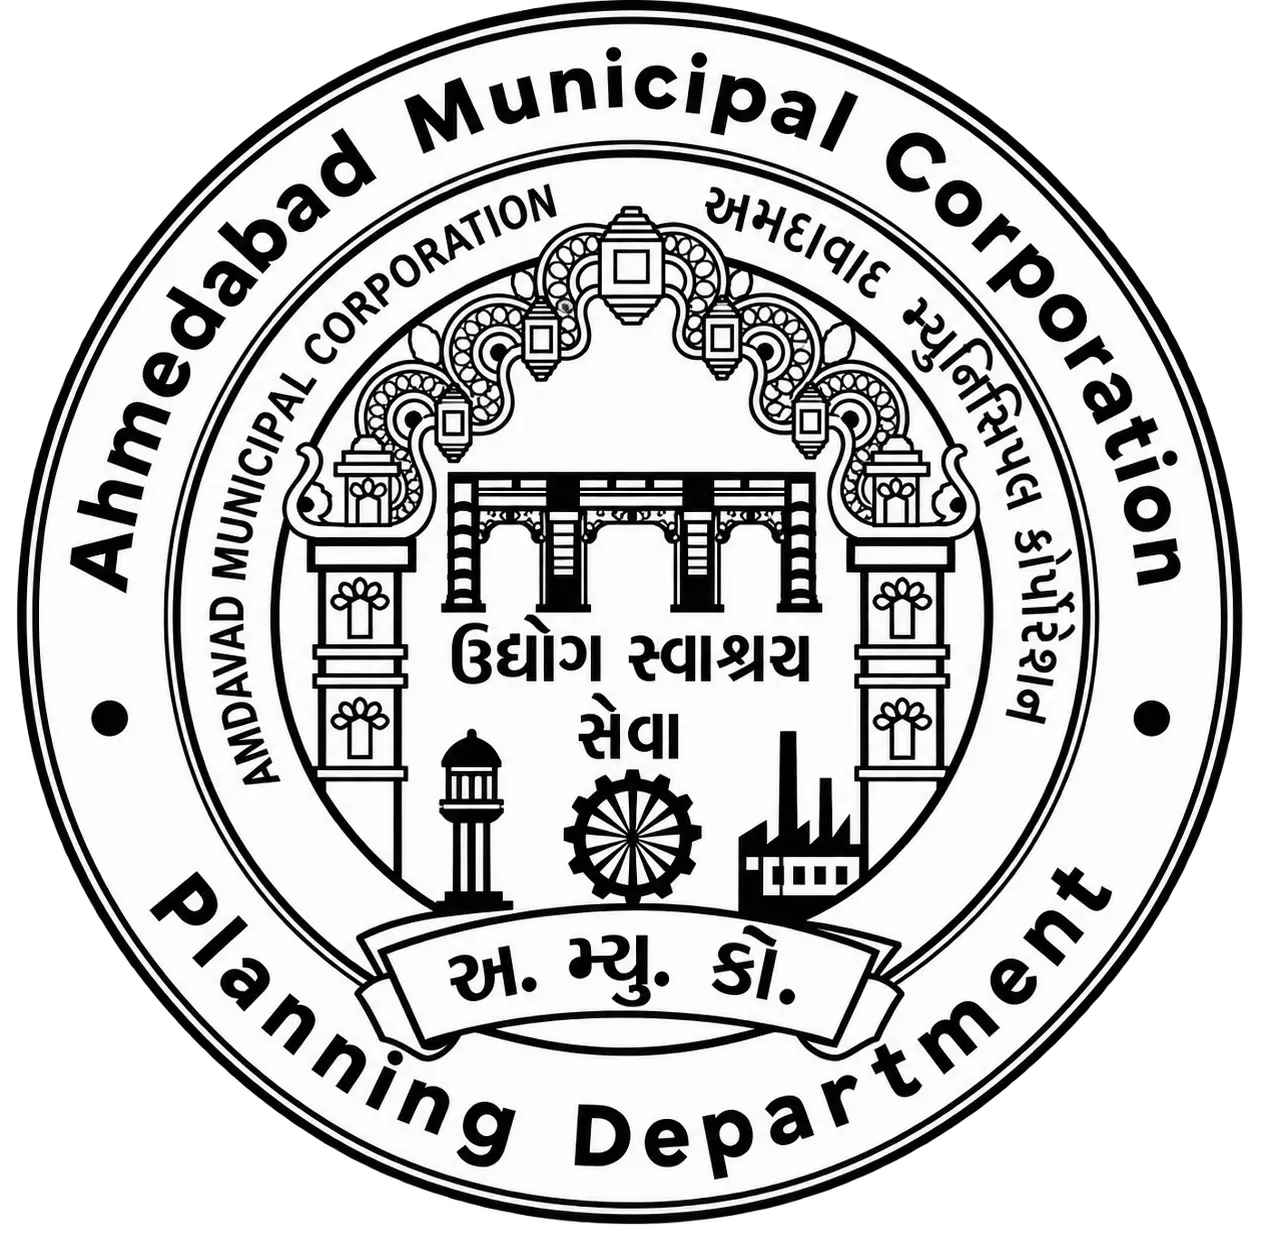 Ahmedabad Municipal Corporation
AMDAVAD MUNICIPAL CORPORATION
અમદાવાદ મ્યુનિસિપલ કોર્પોરેશન
ઉદ્યોગ સ્વાશ્રય
સેવા
અ. મ્યુ. કો.
Planning Department